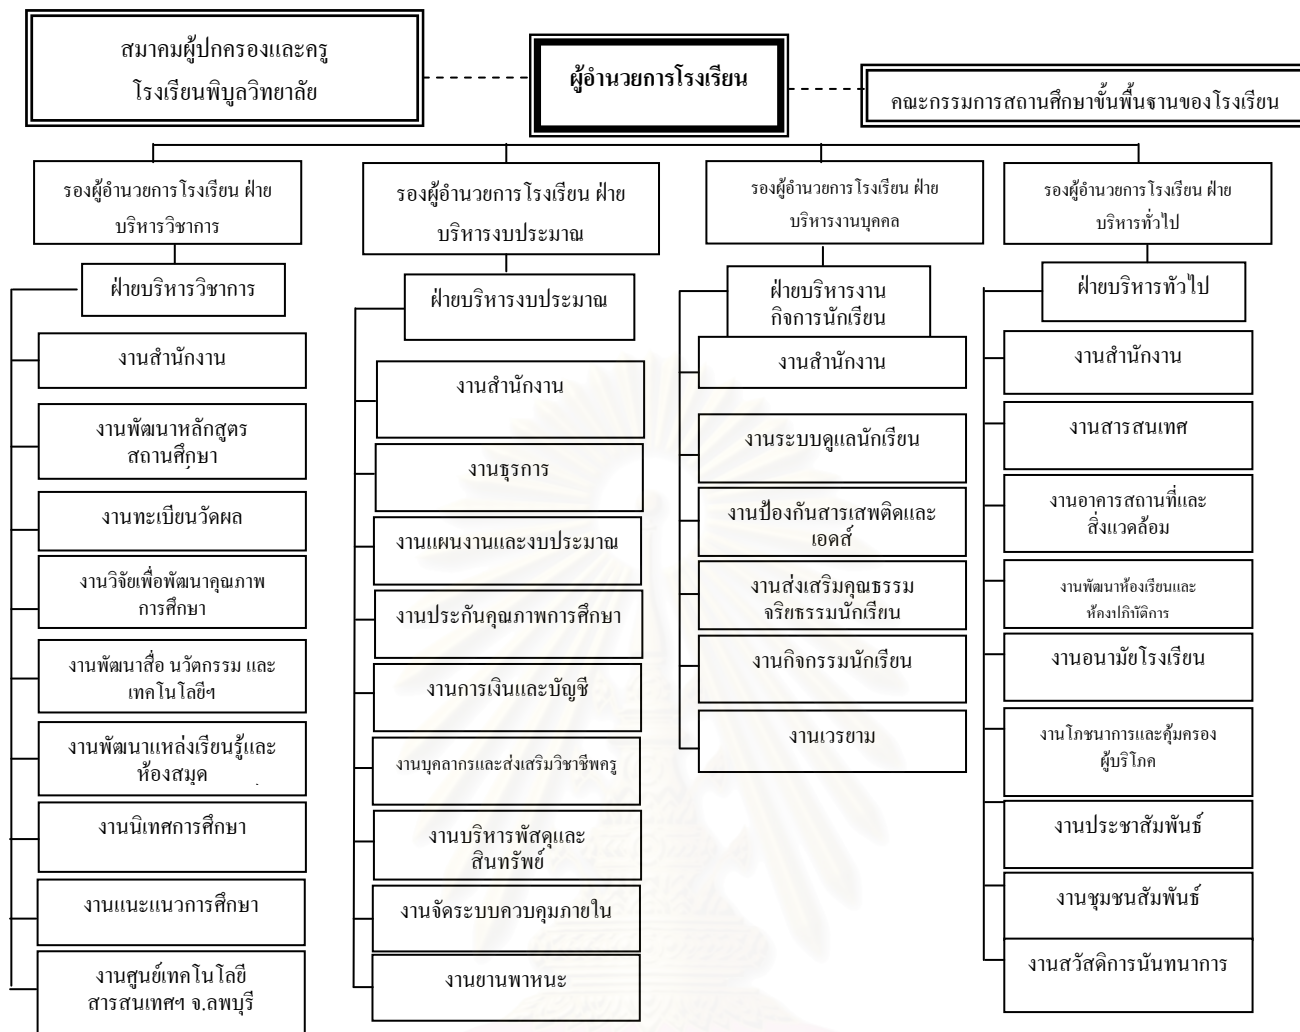 สมาคมผู้ปกครองและครู
โรงเรียนพิบูลวิทยาลัย
ผู้อำนวยการโรงเรียน
คณะกรรมการสถานศึกษาขั้นพื้นฐานของโรงเรียน
รองผู้อำนวยการโรงเรียน ฝ่าย
บริหารวิชาการ
รองผู้อำนวยการโรงเรียน ฝ่าย
บริหารงบประมาณ
รองผู้อำนวยการโรงเรียน ฝ่าย
บริหารงานบุคคล
รองผู้อำนวยการโรงเรียน ฝ่าย
บริหารทั่วไป
ฝ่ายบริหารวิชาการ
งานสำนักงาน
งานพัฒนาหลักสูตร
สถานศึกษา
งานทะเบียนวัดผล
งานวิจัยเพื่อพัฒนาคุณภาพ
การศึกษา
งานพัฒนาสื่อ นวัตกรรม และ
เทคโนโลยีฯ
งานพัฒนาแหล่งเรียนรู้และ
ห้องสมุด
งานนิเทศการศึกษา
งานแนะแนวการศึกษา
งานศูนย์เทคโนโลยี
สารสนเทศฯ จ.ลพบุรี
ฝ่ายบริหารงบประมาณ
งานสำนักงาน
งานธุรการ
งานแผนงานและงบประมาณ
งานประกันคุณภาพการศึกษา
งานการเงินและบัญชี
งานบุคลากรและส่งเสริมวิชาชีพครู
งานบริหารพัสดุและ
สินทรัพย์
งานจัดระบบควบคุมภายใน
งานยานพาหนะ
ฝ่ายบริหารงาน
กิจการนักเรียน
งานสำนักงาน
งานระบบดูแลนักเรียน
งานป้องกันสารเสพติดและ
เอดส์
งานส่งเสริมคุณธรรม
จริยธรรมนักเรียน
งานกิจกรรมนักเรียน
งานเวรยาม
ฝ่ายบริหารทั่วไป
งานสำนักงาน
งานสารสนเทศ
งานอาคารสถานที่และ
สิ่งแวดล้อม
งานพัฒนาห้องเรียนและ
ห้องปฏิบัติการ
งานอนามัยโรงเรียน
งานโภชนาการและคุ้มครอง
ผู้บริโภค
งานประชาสัมพันธ์
งานชุมชนสัมพันธ์
งานสวัสดิการนันทนาการ